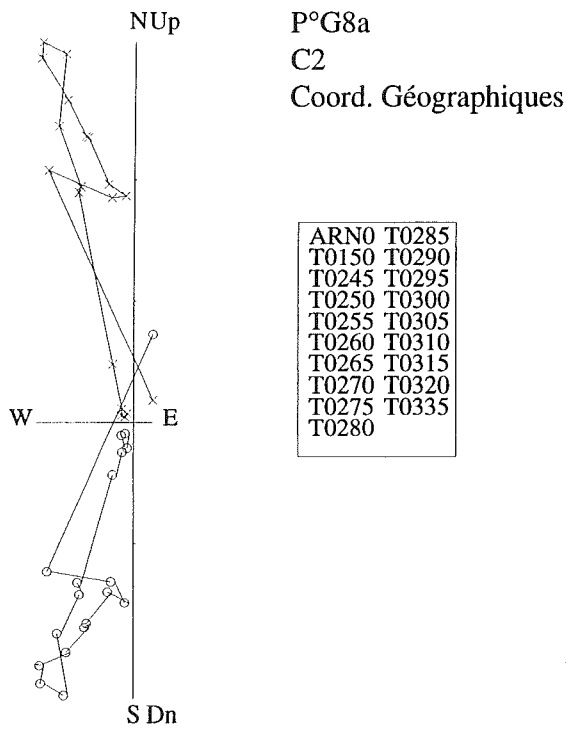 N Up
P°G8a
C2
Coord. Géographiques
ARN0 T0285
T0150 T0290
T0245 T0295
T0250 T0300
T0255 T0305
T0260 T0310
T0265 T0315
T0270 T0320
T0275 T0335
T0280
W E
S Dn